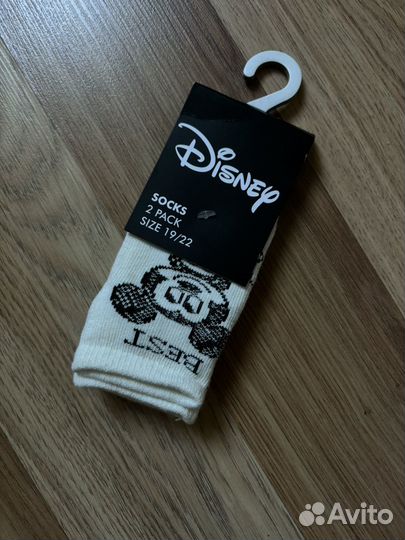 Disney
SOCKS
2 PACK
SIZE 19/22
BEST
Avito